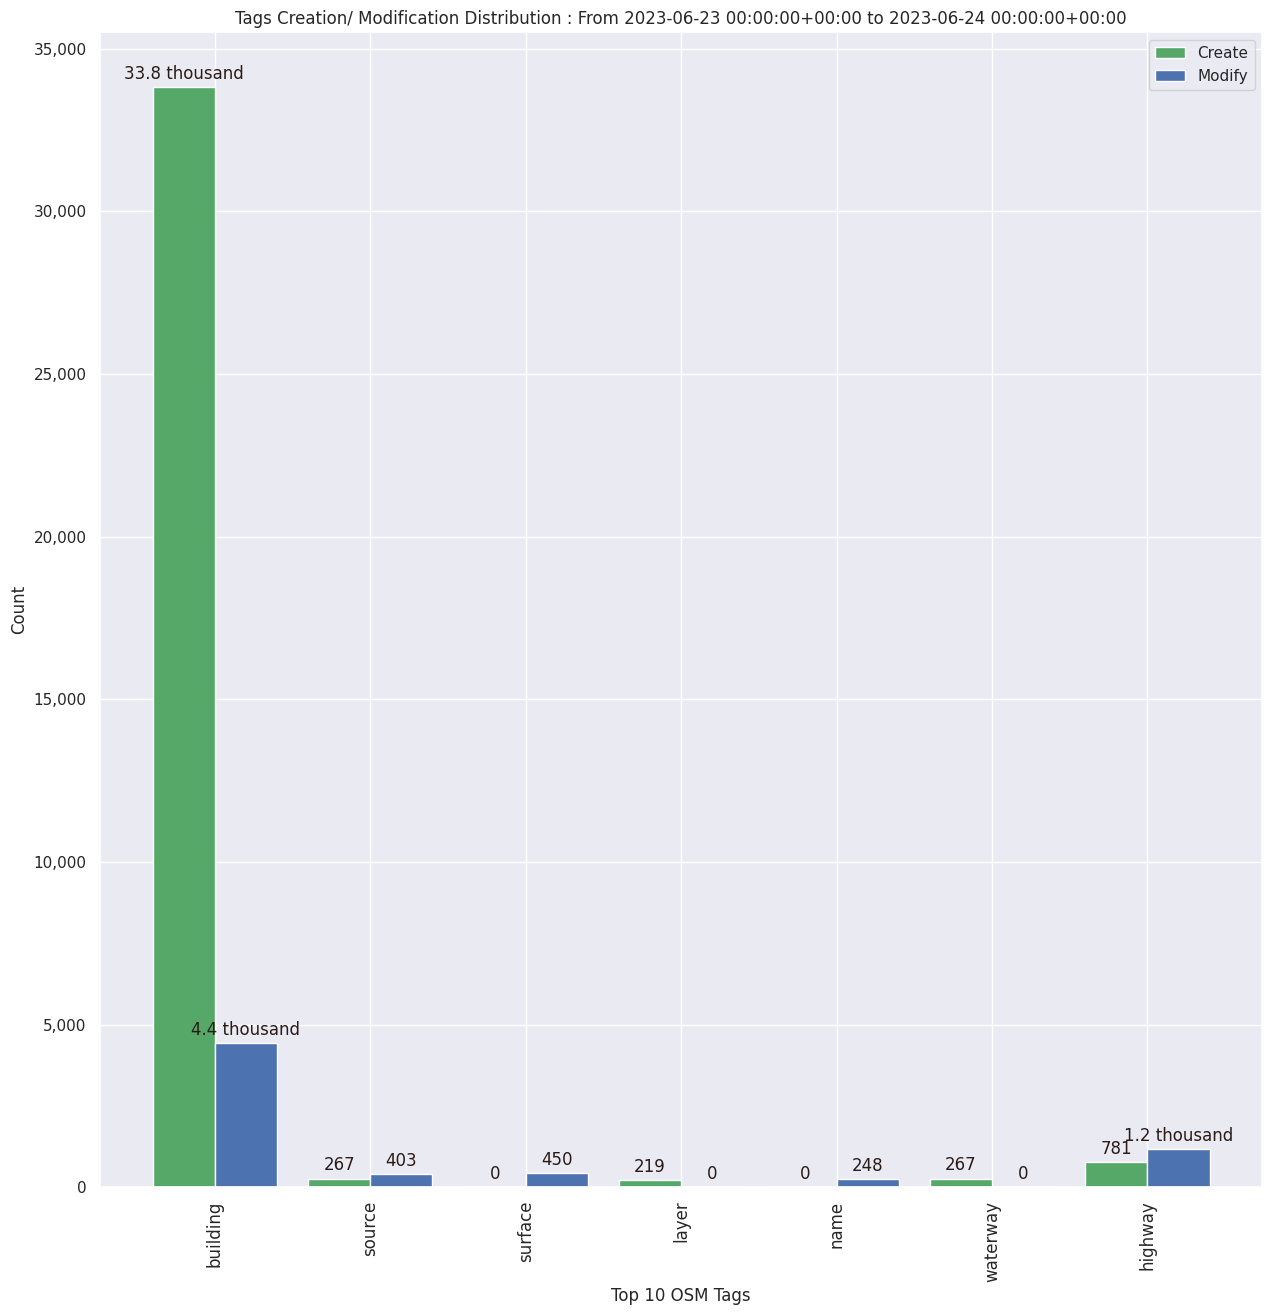 Tags Creation/ Modification Distribution : From 2023-06-23 00:00:00+00:00 to 2023-06-24 00:00:00+00:00
Create
Modify
35,000
30,000
25,000
20,000
15,000
10,000
5,000
0
Count
33.8 thousand
4.4 thousand
267
403
0
450
219
0
0
248
267
0
781
1.2 thousand
building
source
surface
layer
name
waterway
highway
Top 10 OSM Tags